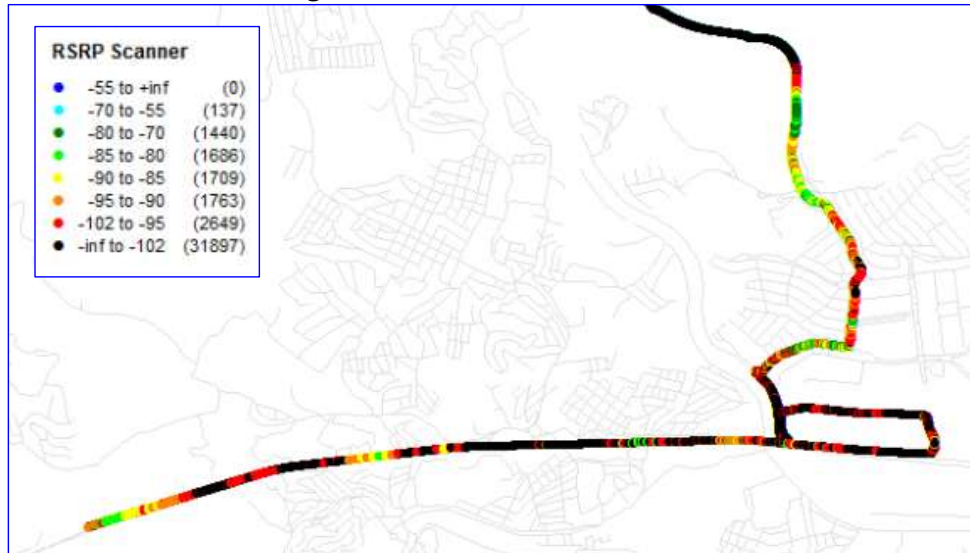 RSRP Scanner
-55 to +inf (0)
-70 to -55 (137)
-80 to -70 (1440)
-85 to -80 (1686)
-90 to -85 (1709)
-95 to -90 (1763)
-102 to -95 (2649)
-inf to -102 (31897)